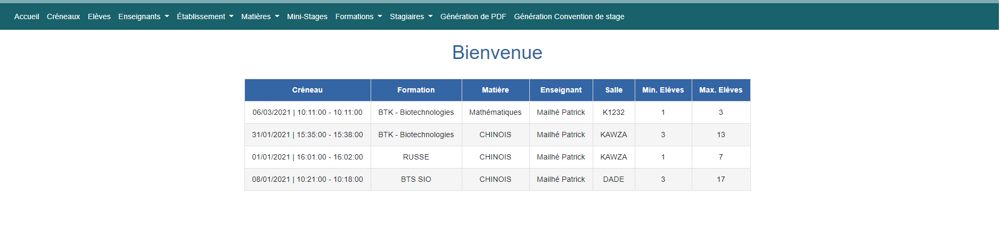 Accueil Créneaux Elèves Enseignants Établissement Matières Mini-Stages Formations Stagiaires Génération de PDF Génération Convention de stage
Bienvenue
Créneau Formation Matière Enseignant Salle Min. Elèves Max. Elèves
06/03/2021 | 10:11:00 - 10:11:00 BTK - Biotechnologies Mathématiques Mailhé Patrick K1232 1 3
31/01/2021 | 15:35:00 - 15:38:00 BTK - Biotechnologies CHINOIS Mailhé Patrick KAWZA 3 13
01/01/2021 | 16:01:00 - 16:02:00 RUSSE CHINOIS Mailhé Patrick KAWZA 1 7
08/01/2021 | 10:21:00 - 10:18:00 BTS SIO CHINOIS Mailhé Patrick DADE 3 17